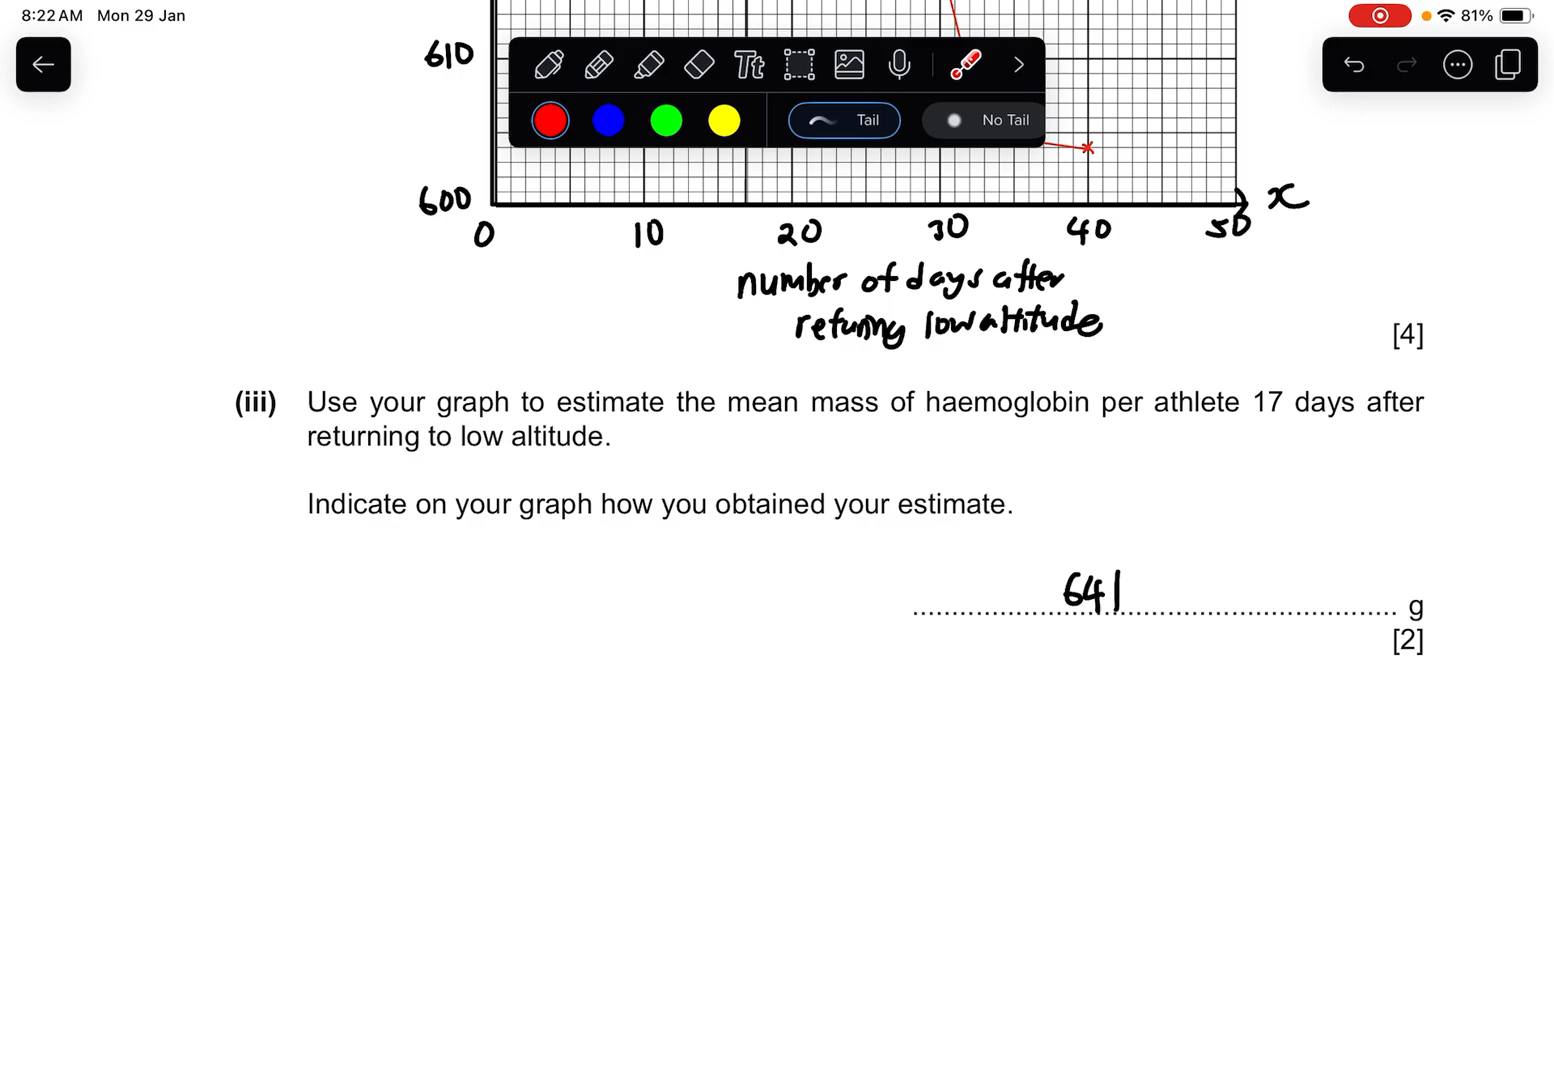 8:22 AM Mon 29 Jan
81%
610
Tt
Tail
No Tail
600
x
0 10 20 30 40 50
number of days after
returing low altitude
[4]
(iii) Use your graph to estimate the mean mass of haemoglobin per athlete 17 days after
returning to low altitude.
Indicate on your graph how you obtained your estimate.
641
g
[2]